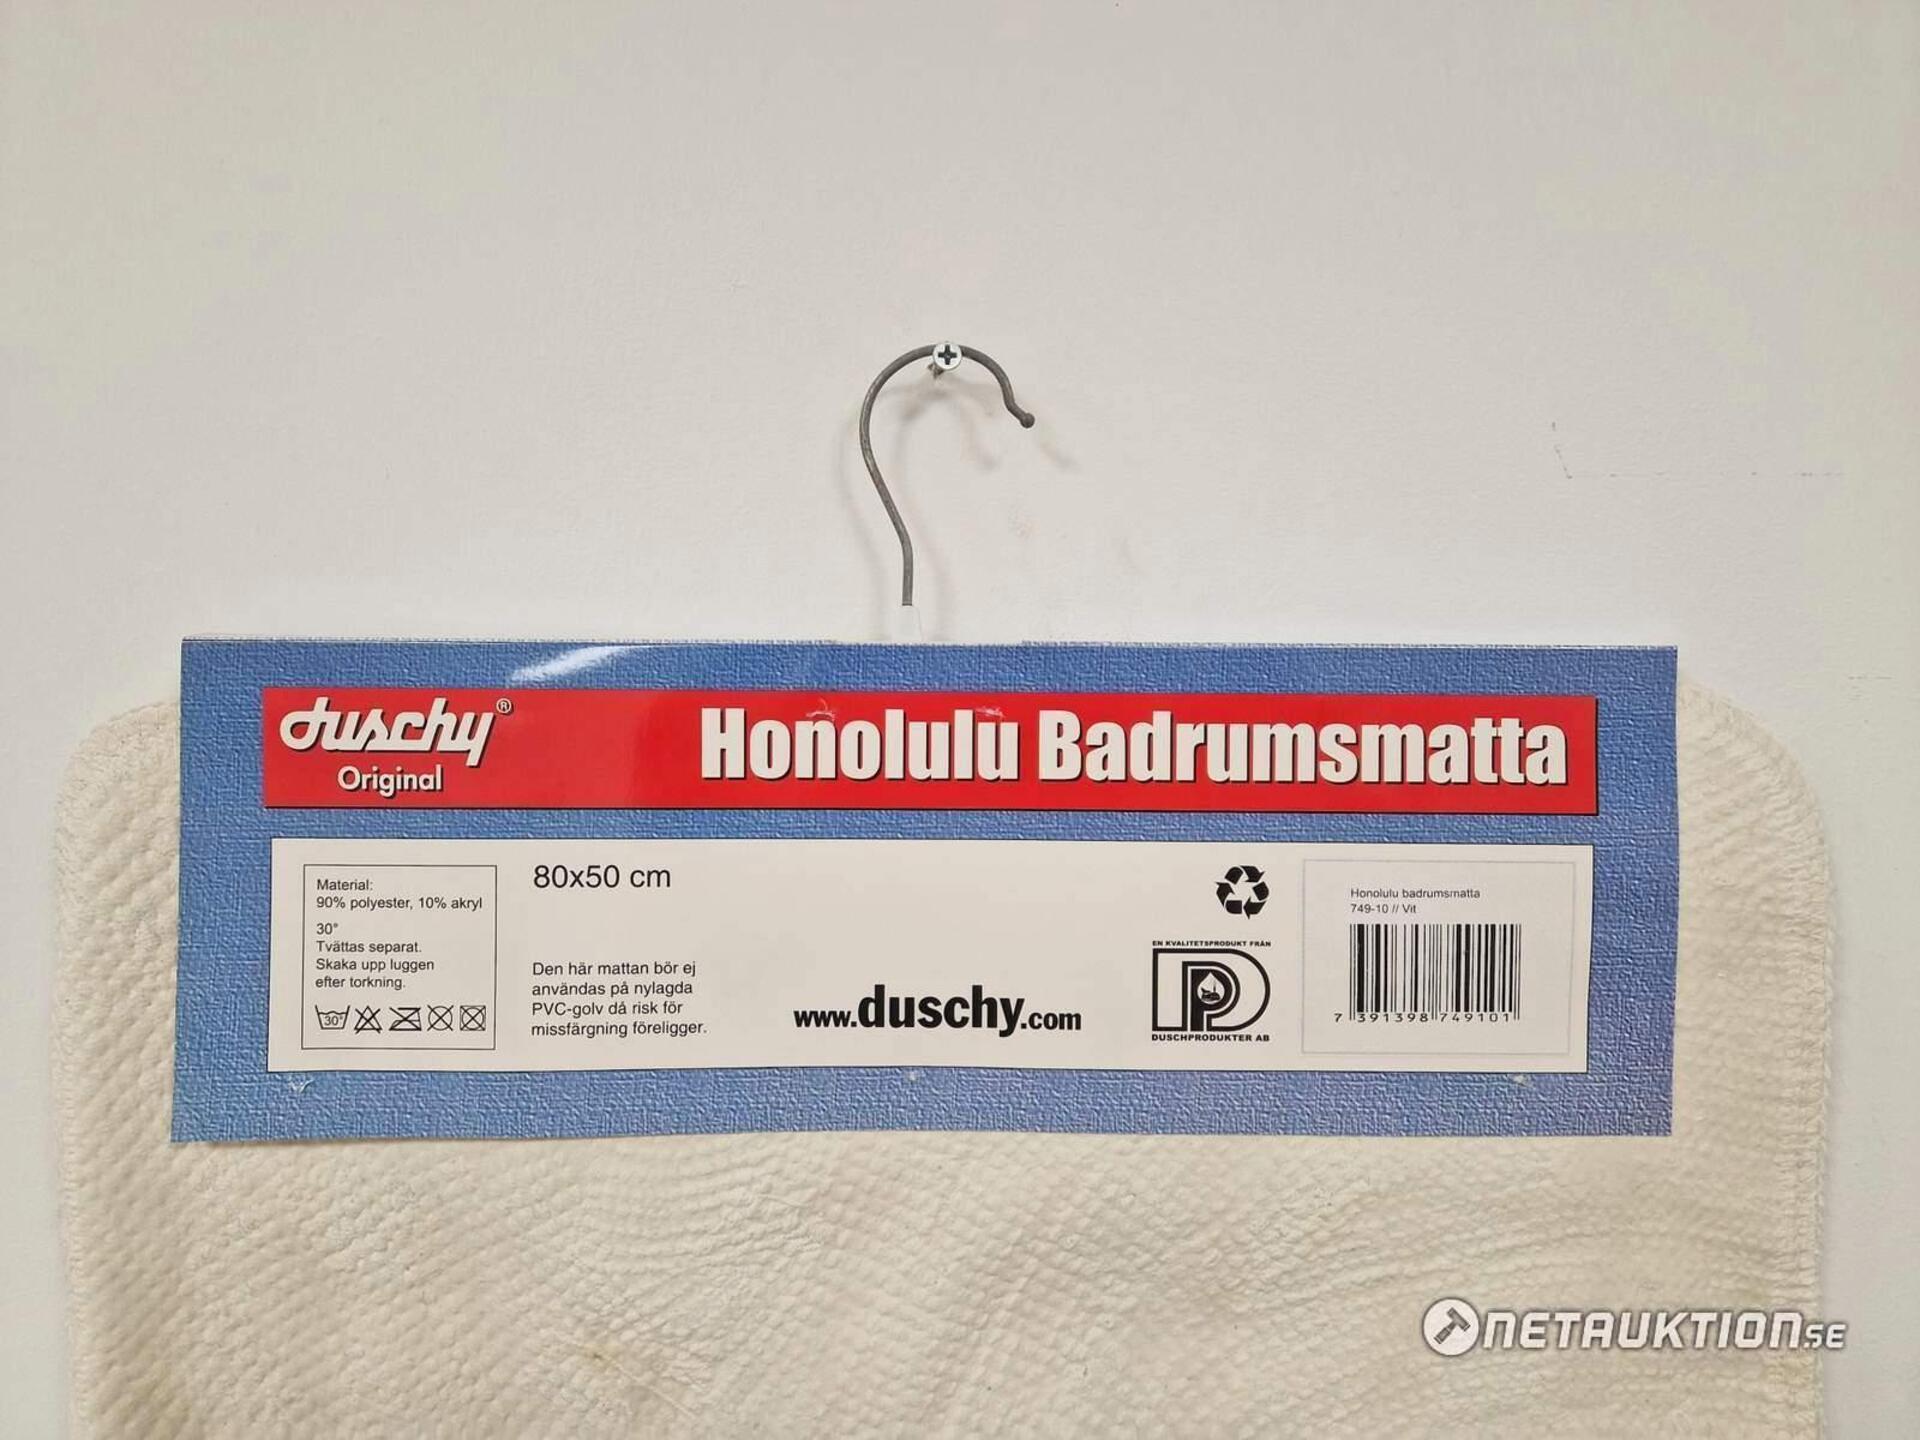 duschy®
Original
Honolulu Badrumsmatta
Material:
90% polyester, 10% akryl
30°
Tvättas separat.
Skaka upp luggen
efter torkning.
30°
80x50 cm
Den här mattan bör ej
användas på nylagda
PVC-golv då risk för
missfärgning föreligger.
www.duschy.com
EN KVALITETSPRODUKT FRÅN
DP
DUSCHPRODUKTER AB
Honolulu badrumsmatta
749-10 // Vit
7 391398 749101
NETAUKTION.SE